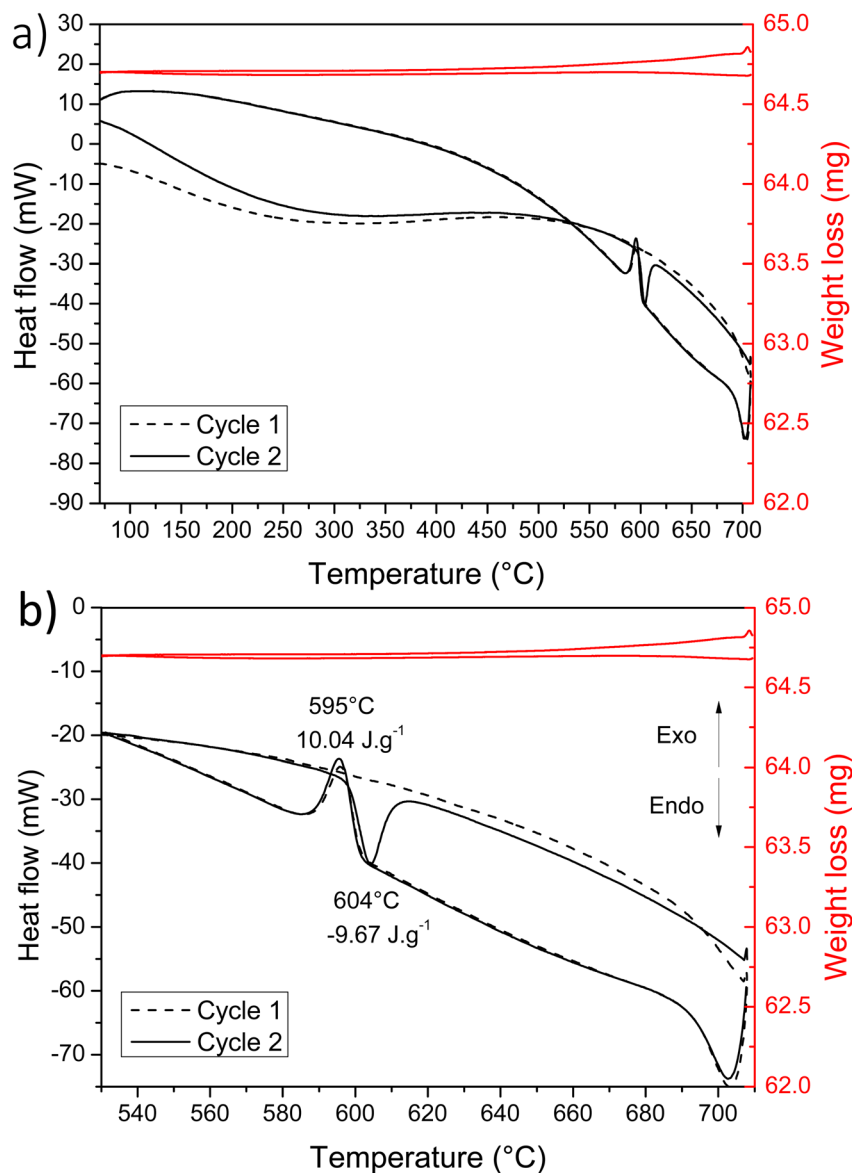 a)
30
20
10
0
-10
-20
-30
-40
-50
-60
-70
-80
-90
Heat flow (mW)
65.0
64.5
64.0
63.5
63.0
62.5
62.0
Weight loss (mg)
Cycle 1
Cycle 2
100 150 200 250 300 350 400 450 500 550 600 650 700
Temperature (°C)
b)
0
-10
-20
-30
-40
-50
-60
-70
Heat flow (mW)
65.0
64.5
64.0
63.5
63.0
62.5
62.0
Weight loss (mg)
595°C
10.04 J.g⁻¹
Exo
Endo
604°C
-9.67 J.g⁻¹
Cycle 1
Cycle 2
540 560 580 600 620 640 660 680 700
Temperature (°C)